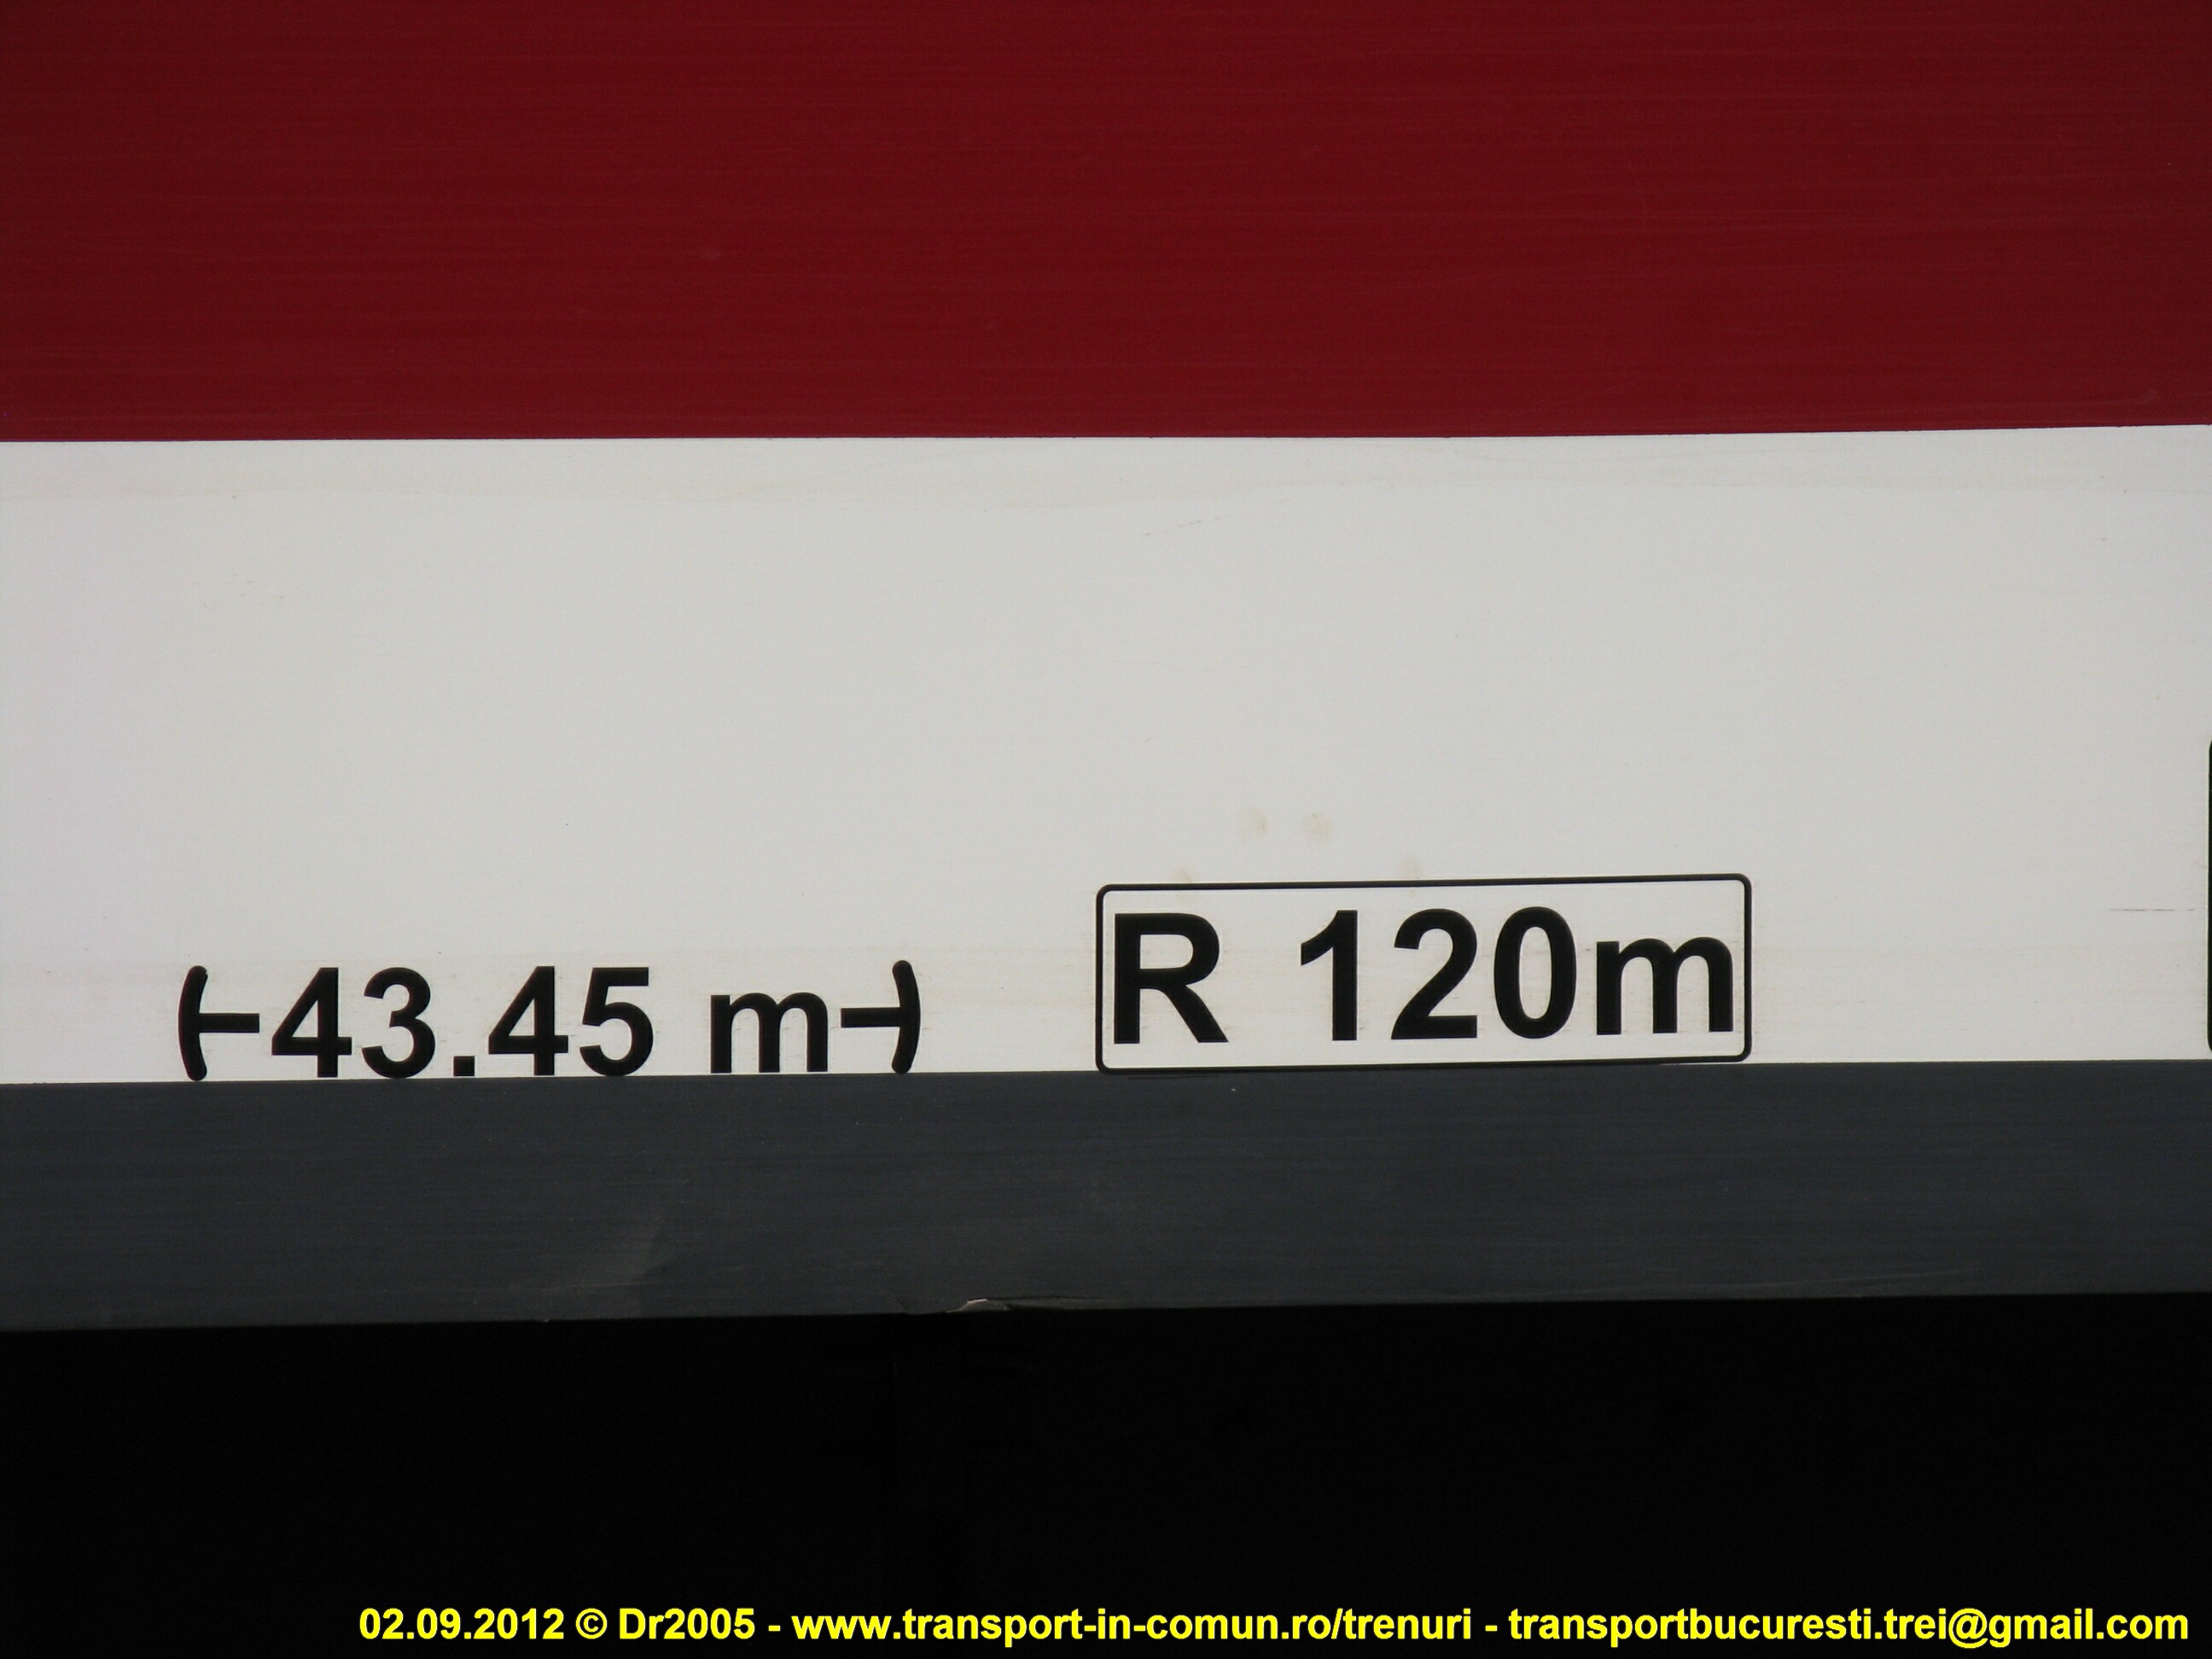 (-43.45 m-)
R 120m
02.09.2012 © Dr2005 - www.transport-in-comun.ro/trenuri - transportbucuresti.trei@gmail.com